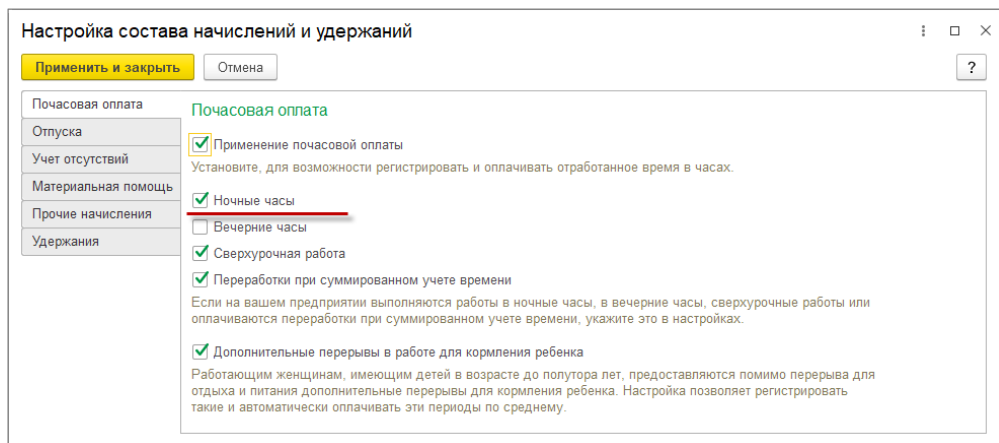 Настройка состава начислений и удержаний
Применить и закрыть
Отмена
?
Почасовая оплата
Отпуска
Учет отсутствий
Материальная помощь
Прочие начисления
Удержания
Почасовая оплата
Применение почасовой оплаты
Установите, для возможности регистрировать и оплачивать отработанное время в часах.
Ночные часы
Вечерние часы
Сверхурочная работа
Переработки при суммированном учете времени
Если на вашем предприятии выполняются работы в ночные часы, в вечерние часы, сверхурочные работы или
оплачиваются переработки при суммированном учете времени, укажите это в настройках.
Дополнительные перерывы в работе для кормления ребенка
Работающим женщинам, имеющим детей в возрасте до полутора лет, предоставляются помимо перерыва для
отдыха и питания дополнительные перерывы для кормления ребенка. Настройка позволяет регистрировать
такие и автоматически оплачивать эти периоды по среднему.